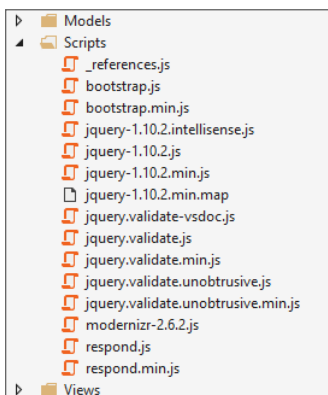 Models
Scripts
_references.js
bootstrap.js
bootstrap.min.js
jquery-1.10.2.intellisense.js
jquery-1.10.2.js
jquery-1.10.2.min.js
jquery-1.10.2.min.map
jquery.validate-vsdoc.js
jquery.validate.js
jquery.validate.min.js
jquery.validate.unobtrusive.js
jquery.validate.unobtrusive.min.js
modernizr-2.6.2.js
respond.js
respond.min.js
Views